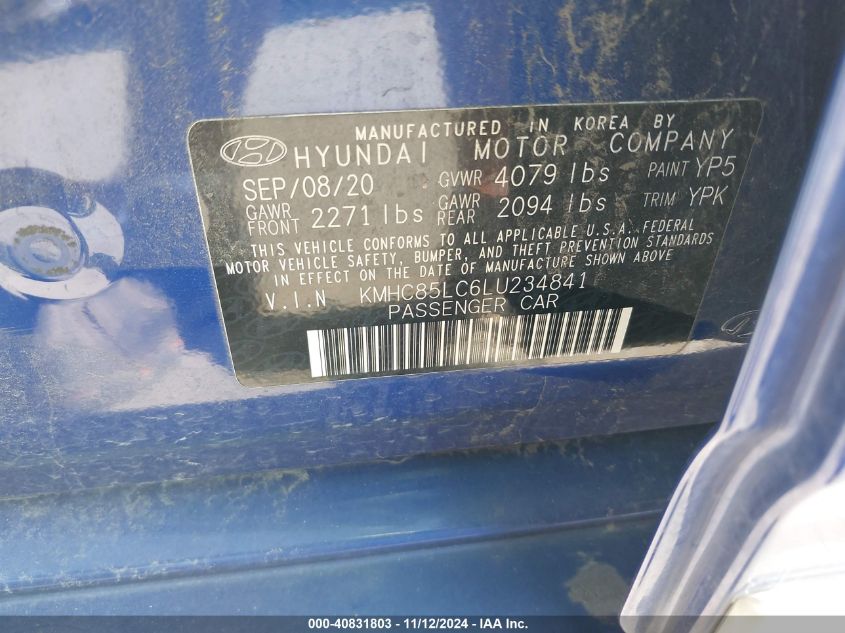 MANUFACTURED IN KOREA BY
HYUNDAI MOTOR COMPANY
SEP/08/20 GVWR 4079 lbs PAINT YP5
GAWR FRONT 2271 lbs GAWR REAR 2094 lbs TRIM YPK
THIS VEHICLE CONFORMS TO ALL APPLICABLE U.S.A. FEDERAL
MOTOR VEHICLE SAFETY, BUMPER, AND THEFT PREVENTION STANDARDS
IN EFFECT ON THE DATE OF MANUFACTURE SHOWN ABOVE
V.I.N KMHC85LC6LU234841
PASSENGER CAR
000-40831803 - 11/12/2024 - IAA Inc.